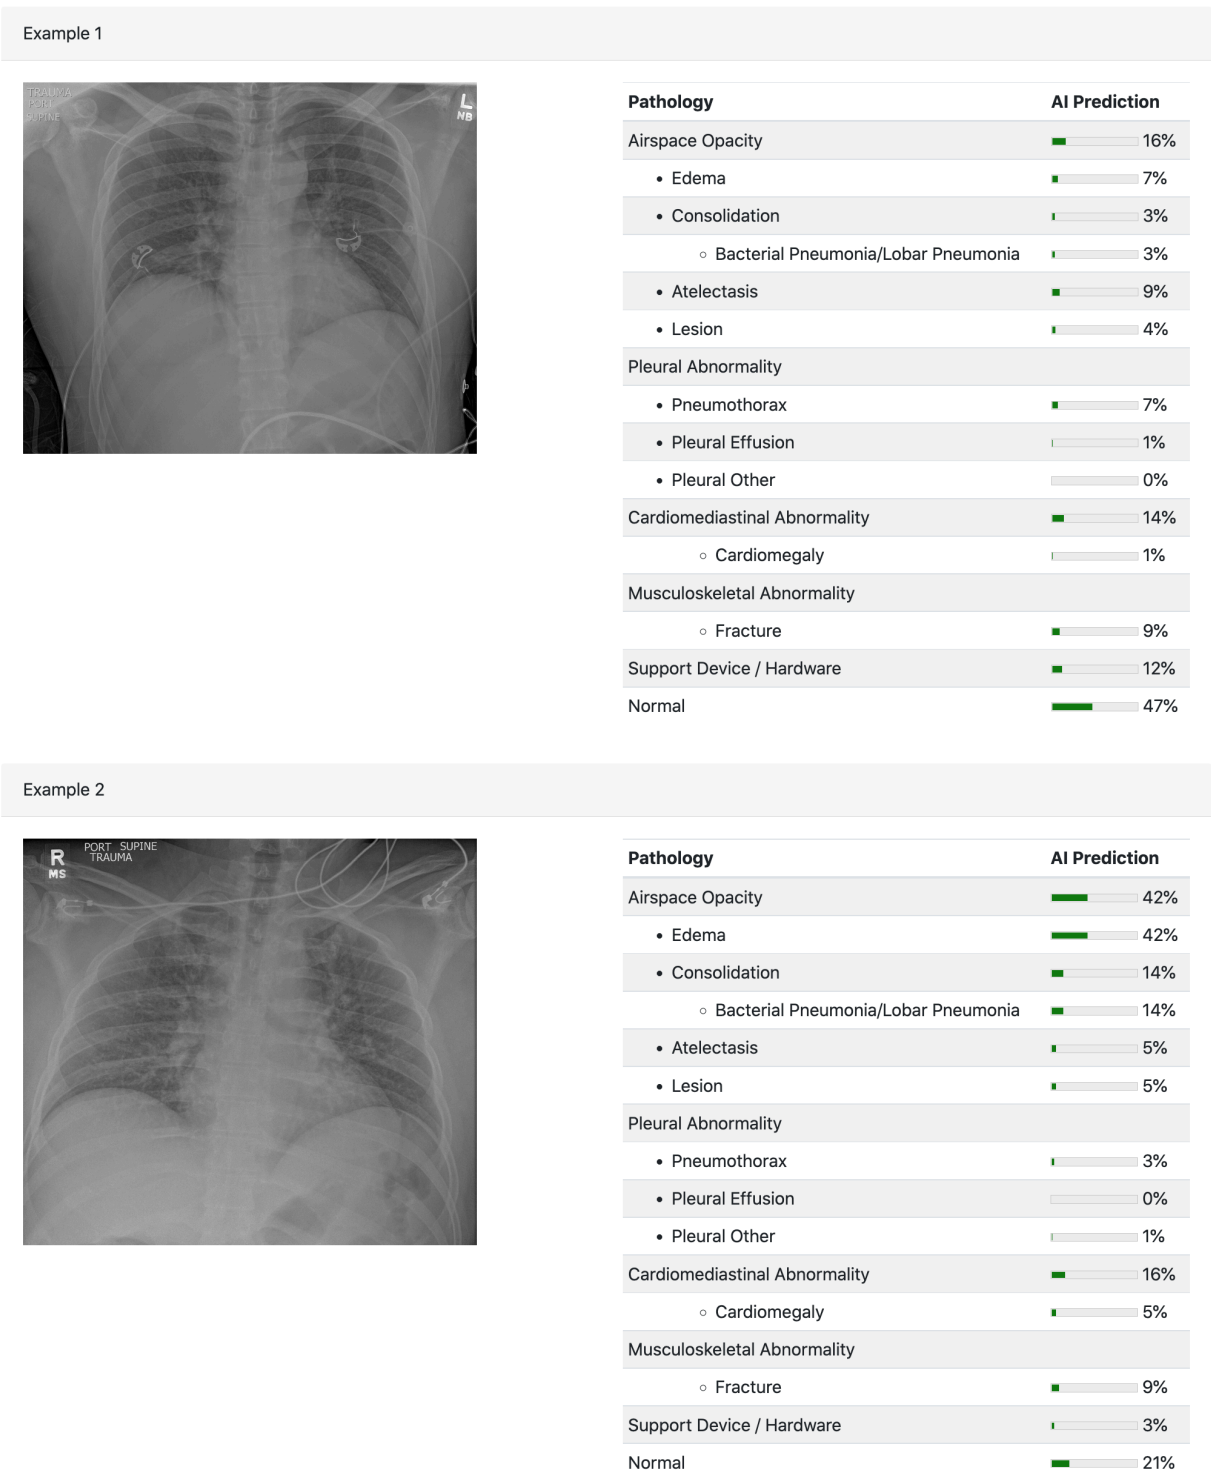 Example 1
TRAUMA
PORT
SUPINE
L
NB
Pathology AI Prediction
Airspace Opacity 16%
• Edema 7%
• Consolidation 3%
◦ Bacterial Pneumonia/Lobar Pneumonia 3%
• Atelectasis 9%
• Lesion 4%
Pleural Abnormality
• Pneumothorax 7%
• Pleural Effusion 1%
• Pleural Other 0%
Cardiomediastinal Abnormality 14%
◦ Cardiomegaly 1%
Musculoskeletal Abnormality
◦ Fracture 9%
Support Device / Hardware 12%
Normal 47%
Example 2
R
MS
PORT SUPINE
TRAUMA
Pathology AI Prediction
Airspace Opacity 42%
• Edema 42%
• Consolidation 14%
◦ Bacterial Pneumonia/Lobar Pneumonia 14%
• Atelectasis 5%
• Lesion 5%
Pleural Abnormality
• Pneumothorax 3%
• Pleural Effusion 0%
• Pleural Other 1%
Cardiomediastinal Abnormality 16%
◦ Cardiomegaly 5%
Musculoskeletal Abnormality
◦ Fracture 9%
Support Device / Hardware 3%
Normal 21%